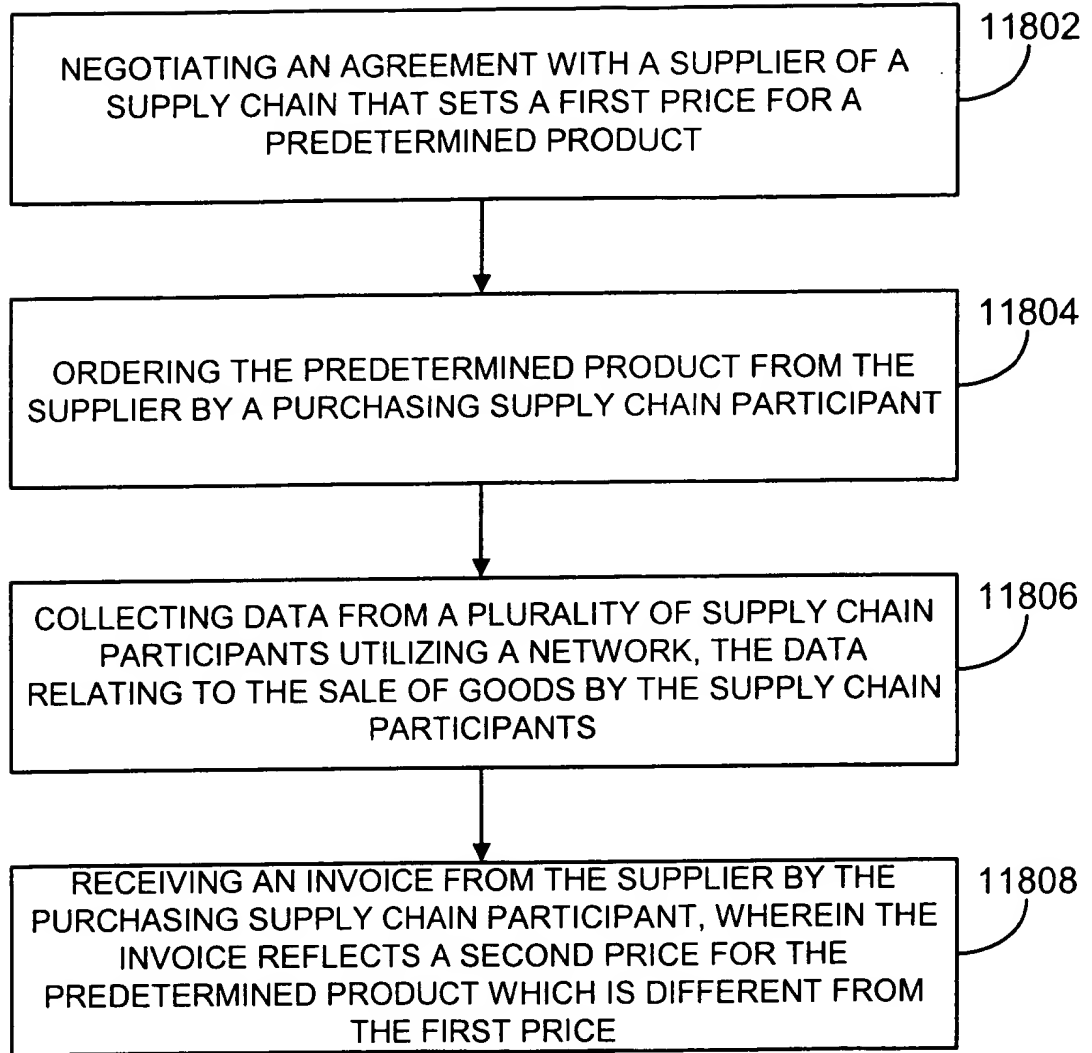 11802
NEGOTIATING AN AGREEMENT WITH A SUPPLIER OF A
SUPPLY CHAIN THAT SETS A FIRST PRICE FOR A
PREDETERMINED PRODUCT
11804
ORDERING THE PREDETERMINED PRODUCT FROM THE
SUPPLIER BY A PURCHASING SUPPLY CHAIN PARTICIPANT
11806
COLLECTING DATA FROM A PLURALITY OF SUPPLY CHAIN
PARTICIPANTS UTILIZING A NETWORK, THE DATA
RELATING TO THE SALE OF GOODS BY THE SUPPLY CHAIN
PARTICIPANTS
11808
RECEIVING AN INVOICE FROM THE SUPPLIER BY THE
PURCHASING SUPPLY CHAIN PARTICIPANT, WHEREIN THE
INVOICE REFLECTS A SECOND PRICE FOR THE
PREDETERMINED PRODUCT WHICH IS DIFFERENT FROM
THE FIRST PRICE